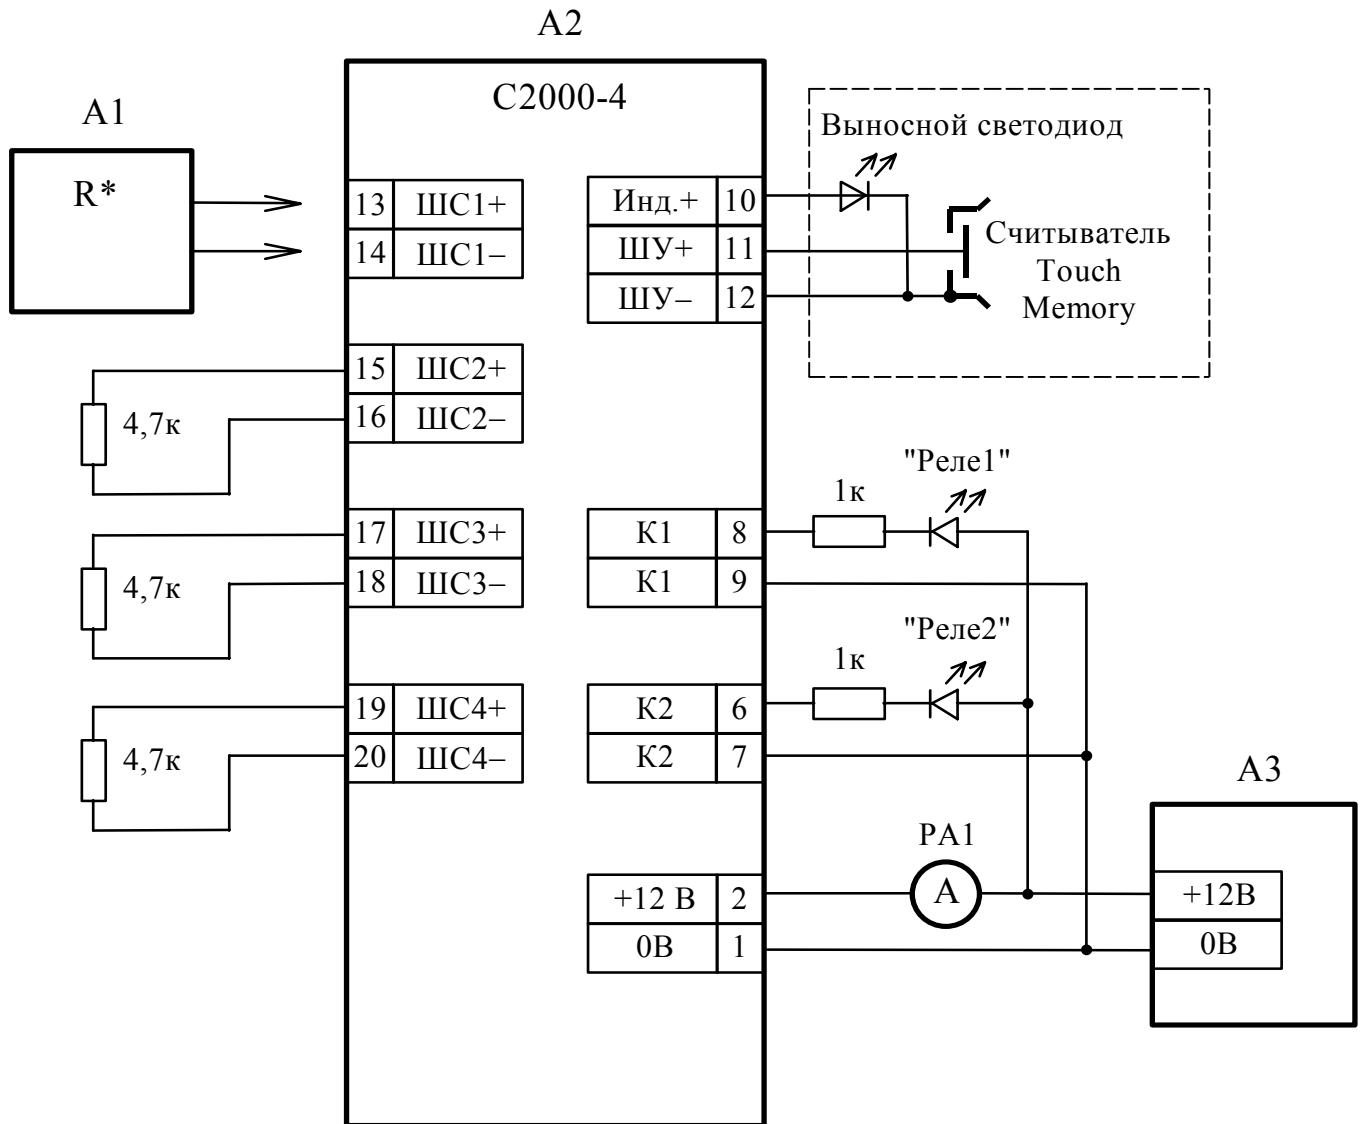 A2
С2000-4
A1
R*
13 ШС1+
14 ШС1–
15 ШС2+
16 ШС2–
4,7к
17 ШС3+
18 ШС3–
4,7к
19 ШС4+
20 ШС4–
4,7к
Инд.+ 10
ШУ+ 11
ШУ– 12
Выносной светодиод
Считыватель
Touch
Memory
"Реле1"
1к
К1 8
К1 9
"Реле2"
1к
К2 6
К2 7
PA1
A
+12 В 2
0В 1
A3
+12В
0В